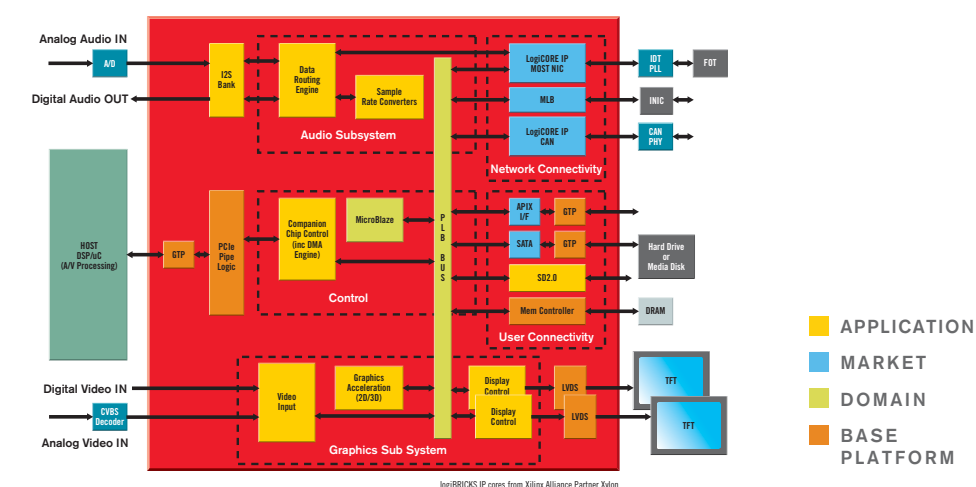 Analog Audio IN
A/D
Digital Audio OUT
I2S
Bank
Data
Routing
Engine
Sample
Rate Converters
Audio Subsystem
LogiCORE IP
MOST NIC
MLB
LogiCORE IP
CAN
Network Connectivity
IDT
PLL
FOT
INIC
CAN
PHY
HOST
DSP/uC
(A/V Processing)
GTP
PCIe
Pipe
Logic
Companion
Chip Control
(inc DMA
Engine)
MicroBlaze
Control
P
L
B
B
U
S
APIX
I/F
GTP
SATA
GTP
SD2.0
Mem Controller
User Connectivity
Hard Drive
or
Media Disk
DRAM
Digital Video IN
CVBS
Decoder
Analog Video IN
Video
Input
Graphics
Acceleration
(2D/3D)
Display
Control
Display
Control
Graphics Sub System
LVDS
LVDS
TFT
TFT
APPLICATION
MARKET
DOMAIN
BASE
PLATFORM
logiBRICKS IP cores from Xilinx Alliance Partner Xylon